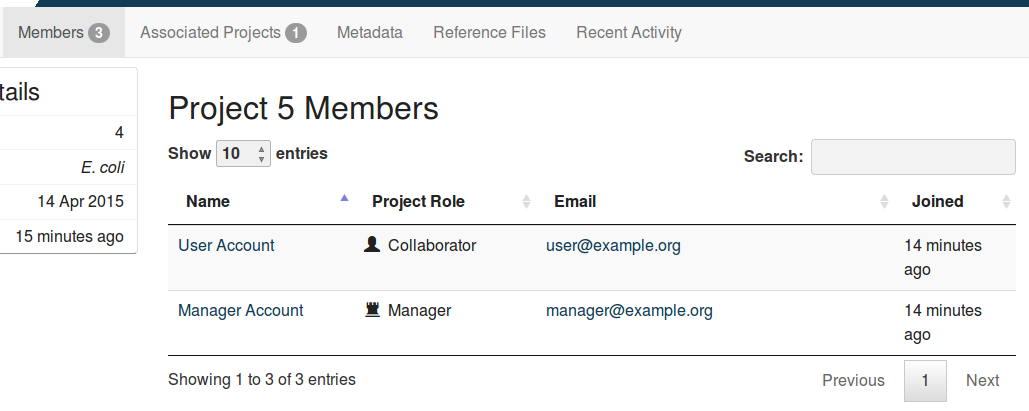 Members 3 Associated Projects 1 Metadata Reference Files Recent Activity
tails
4
E. coli
14 Apr 2015
15 minutes ago
Project 5 Members
Show 10 entries Search:
Name Project Role Email Joined
User Account Collaborator user@example.org 14 minutes
ago
Manager Account Manager manager@example.org 14 minutes
ago
Showing 1 to 3 of 3 entries Previous 1 Next